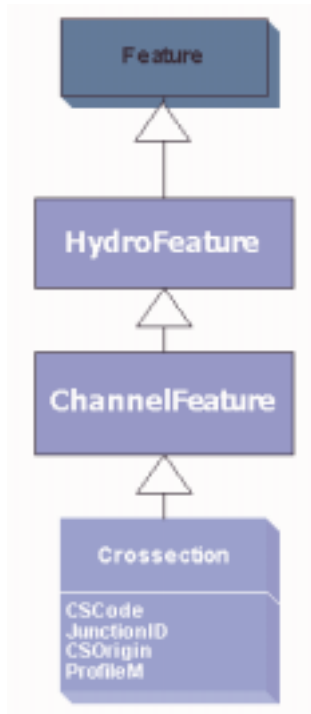 Feature
HydroFeature
ChannelFeature
Crossection
CSCode
JunctionID
CSOrigin
ProfileM